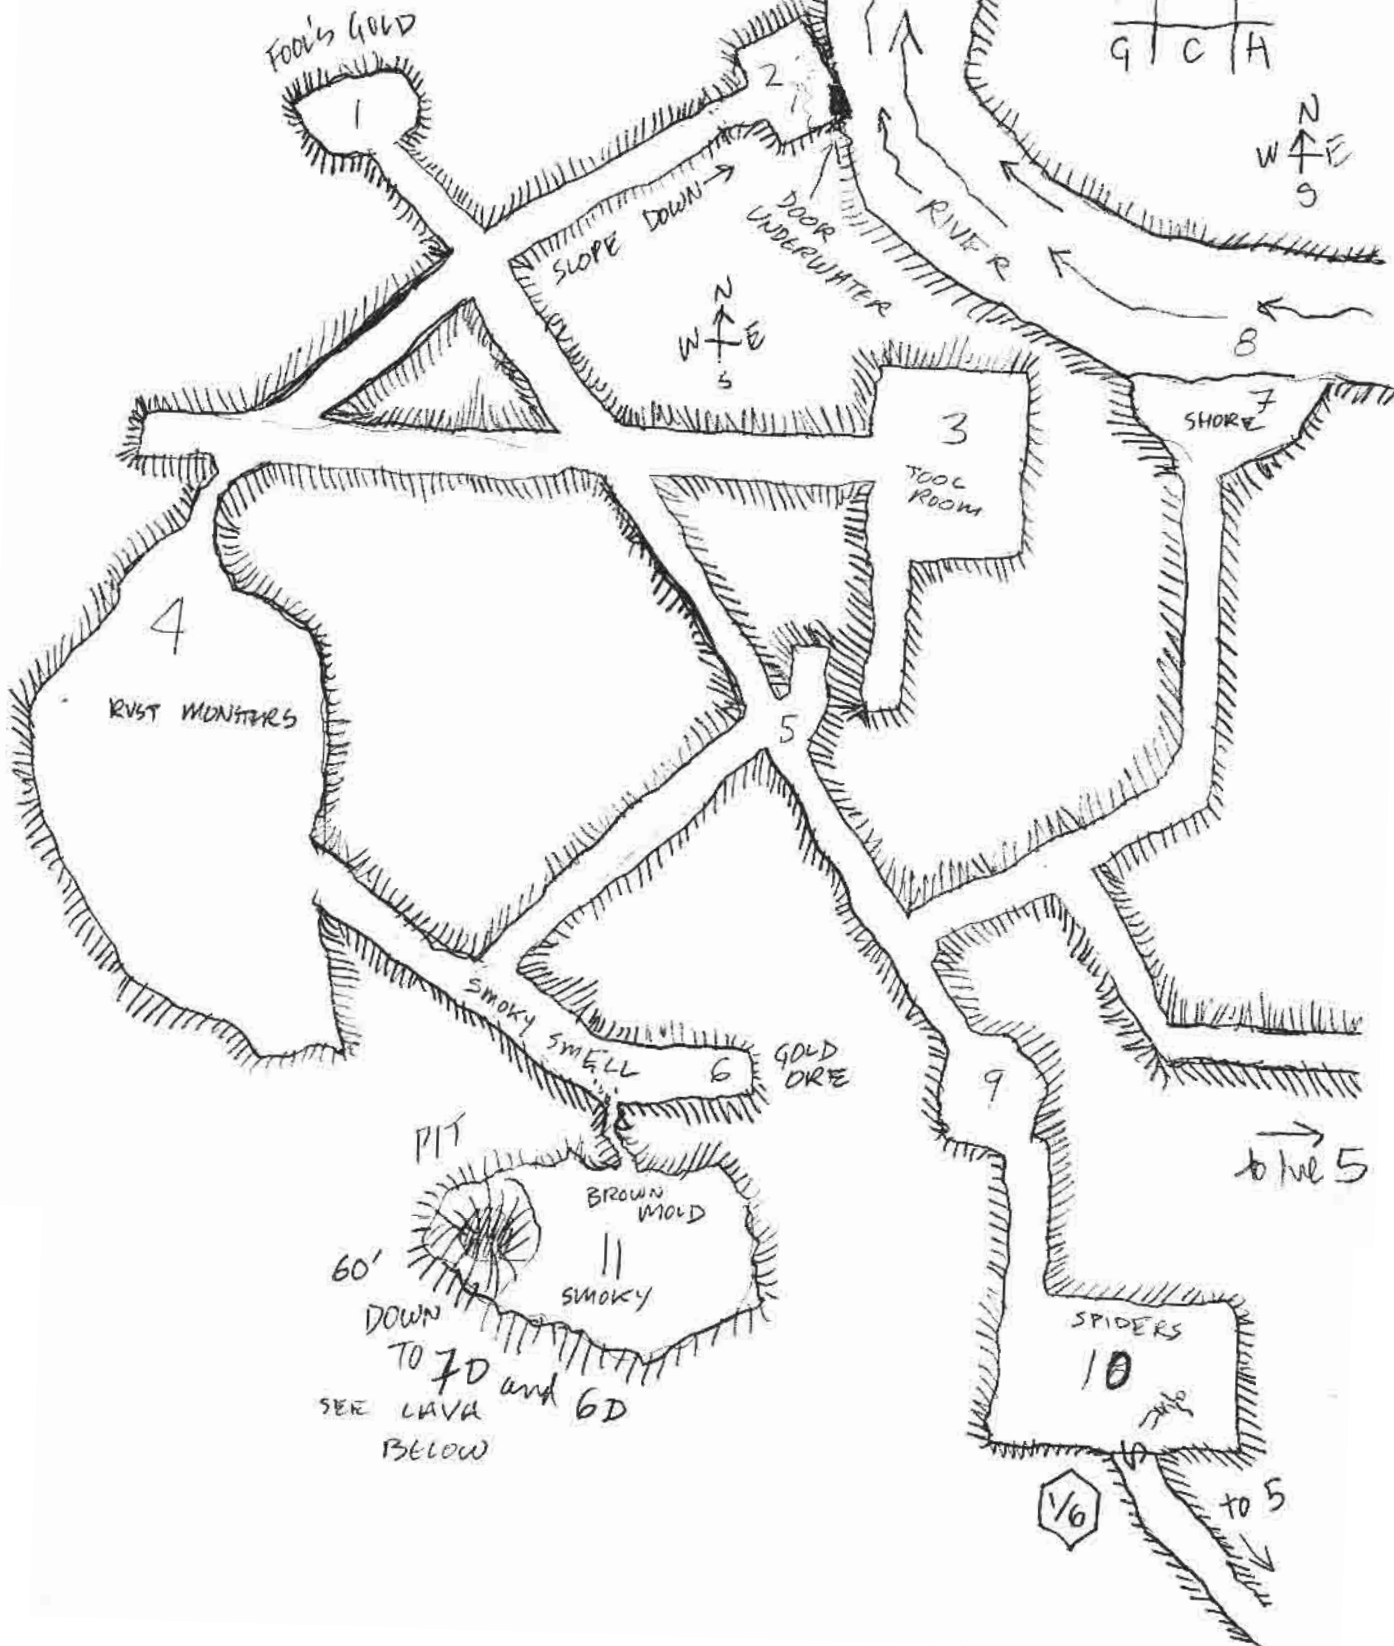 G C H
FOOL'S GOLD
1
2
N
W E
S
SLOPE DOWN
DOOR
UNDERWATER
RIVER
8
N
W E
S
7
SHORE
3
TOOL
ROOM
4
RUST MONSTERS
5
SMOKY SMELL
6
GOLD
ORE
9
to lve 5
PIT
BROWN
MOLD
11
SMOKY
60'
DOWN
TO 7D and 6D
SEE LAVA
BELOW
SPIDERS
10
S
1/6
to 5